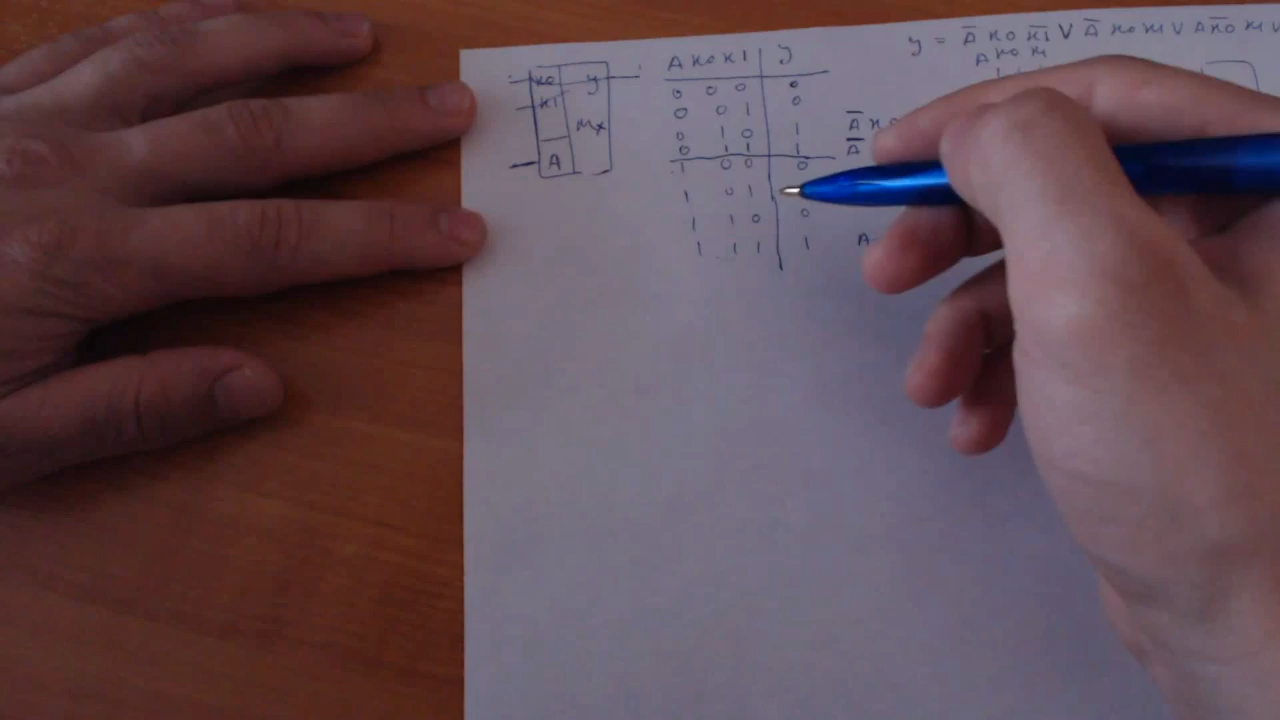 y = A̅ x0 x̅1̅ V A̅ x0 x1 V A x̅0̅ x1 V
A x0 x1
x0 y
x1
Mx
A
A x0 x1 y
0 0 0 0
0 0 1 0
0 1 0 1
0 1 1 1
1 0 0 0
1 0 1
1 1 0 0
1 1 1 1
A̅ x0
A̅
A